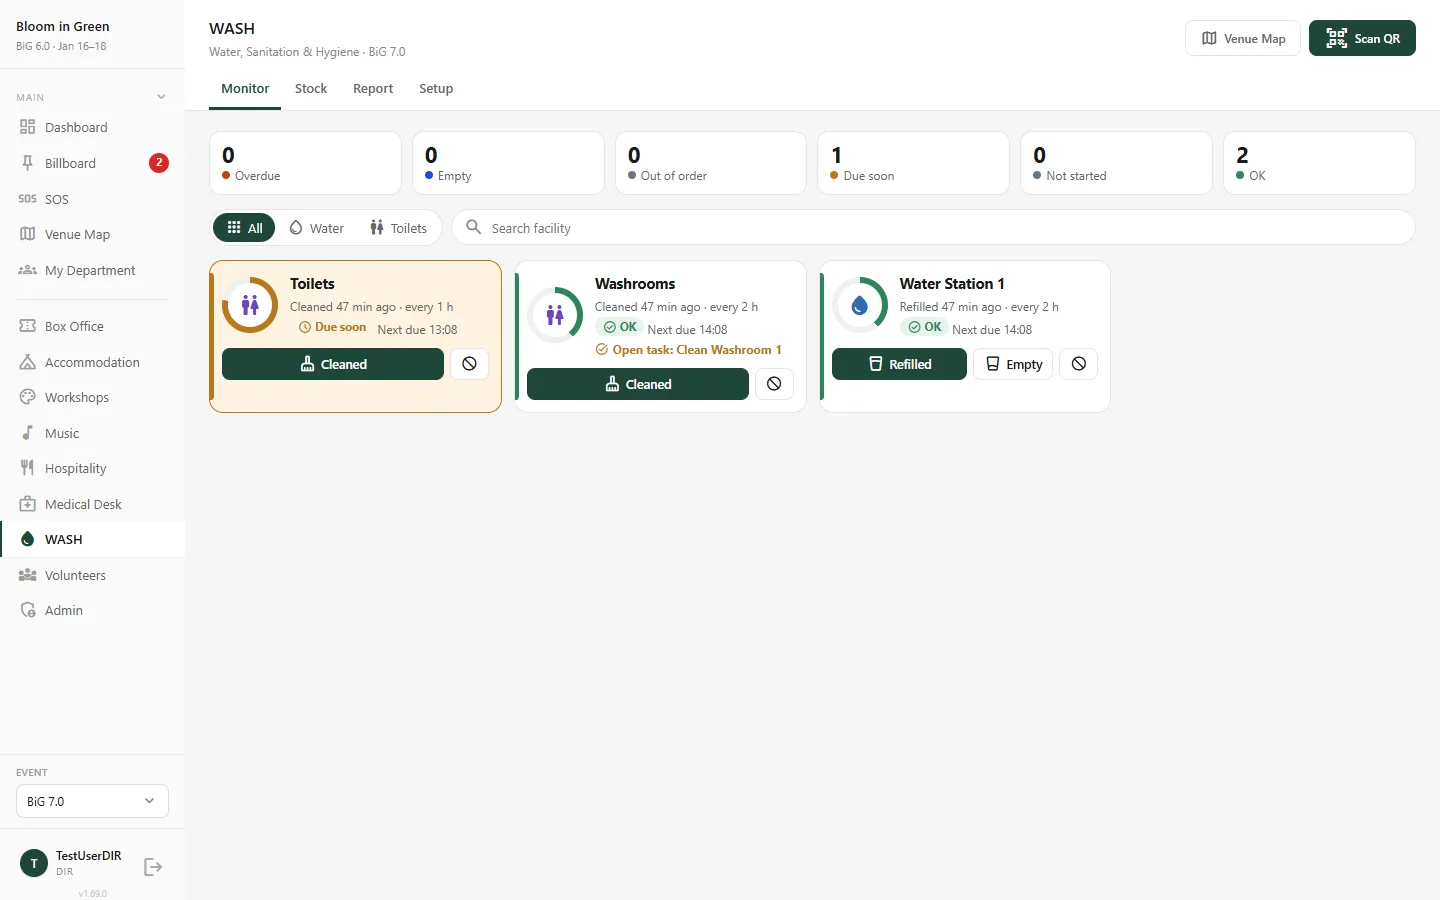 Bloom in Green
BiG 6.0 · Jan 16–18
MAIN
Dashboard
Billboard
2
SOS
SOS
Venue Map
My Department
Box Office
Accommodation
Workshops
Music
Hospitality
Medical Desk
WASH
Volunteers
Admin
EVENT
BiG 7.0
T
TestUserDIR
DIR
v1.69.0
WASH
Water, Sanitation & Hygiene · BiG 7.0
Venue Map
Scan QR
Monitor
Stock
Report
Setup
0
Overdue
0
Empty
0
Out of order
1
Due soon
0
Not started
2
OK
All
Water
Toilets
Search facility
Toilets
Cleaned 47 min ago · every 1 h
Due soon
Next due 13:08
Cleaned
Washrooms
Cleaned 47 min ago · every 2 h
OK
Next due 14:08
Open task: Clean Washroom 1
Cleaned
Water Station 1
Refilled 47 min ago · every 2 h
OK
Next due 14:08
Refilled
Empty